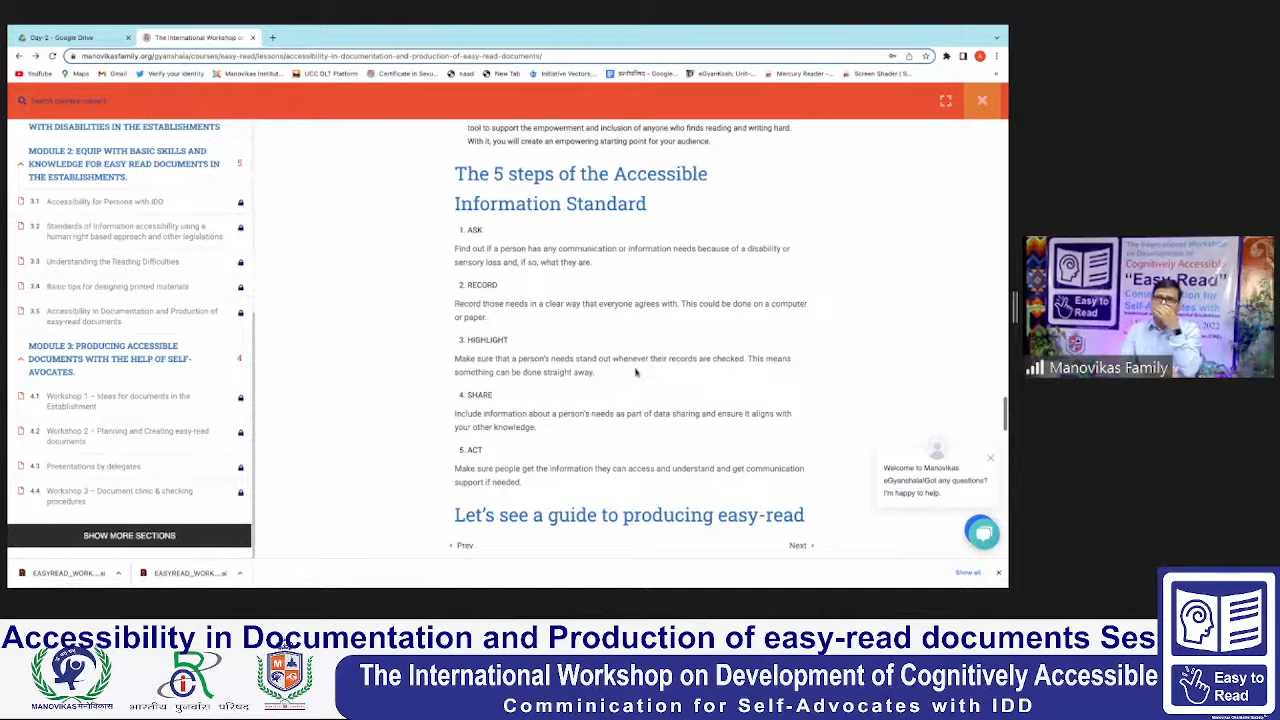 Day-2 - Google Drive
The International Workshop on
manovikasfamily.org/gyanshala/courses/easy-read/lessons/accessibility-in-documentation-and-production-of-easy-read-documents/
YouTube
Maps
Gmail
Verify your identity
Manovikas Institut...
UCC DLT Platform
Certificate in Sexu...
naad
New Tab
Initiative Vectors,...
eGyanKosh: Unit-...
Mercury Reader -...
Screen Shader | S...
Search courses content
WITH DISABILITIES IN THE ESTABLISHMENTS
MODULE 2: EQUIP WITH BASIC SKILLS AND
KNOWLEDGE FOR EASY READ DOCUMENTS IN
THE ESTABLISHMENTS.
5
3.1 Accessibility for Persons with IDD
3.2 Standards of Information accessibility using a
human right based approach and other legislations
3.3 Understanding the Reading Difficulties
3.4 Basic tips for designing printed materials
3.5 Accessibility in Documentation and Production of
easy-read documents
MODULE 3: PRODUCING ACCESSIBLE
DOCUMENTS WITH THE HELP OF SELF-
AVOCATES.
4
4.1 Workshop 1 – Ideas for documents in the
Establishment
4.2 Workshop 2 – Planning and Creating easy-read
documents
4.3 Presentations by delegates
4.4 Workshop 3 – Document clinic & checking
procedures
SHOW MORE SECTIONS
tool to support the empowerment and inclusion of anyone who finds reading and writing hard.
With it, you will create an empowering starting point for your audience.
The 5 steps of the Accessible
Information Standard
1. ASK
Find out if a person has any communication or information needs because of a disability or
sensory loss and, if so, what they are.
2. RECORD
Record those needs in a clear way that everyone agrees with. This could be done on a computer
or paper.
3. HIGHLIGHT
Make sure that a person's needs stand out whenever their records are checked. This means
something can be done straight away.
4. SHARE
Include information about a person's needs as part of data sharing and ensure it aligns with
your other knowledge.
5. ACT
Make sure people get the information they can access and understand and get communication
support if needed.
Let's see a guide to producing easy-read
Prev
Next
Welcome to Manovikas
eGyanshala!Got any questions?
I'm happy to help.
EASYREAD_WORK....ai
EASYREAD_WORK....ai
Show all
The International Workshop
on Development of
Cognitively Accessible
"Easy Read"
Easy to
Read
2022
Manovikas Family
Accessibility in Documentation and Production of easy-read documents Ses
The International Workshop on Development of Cognitively Accessible
Communication for Self-Advocates with IDD
Easy to
Read